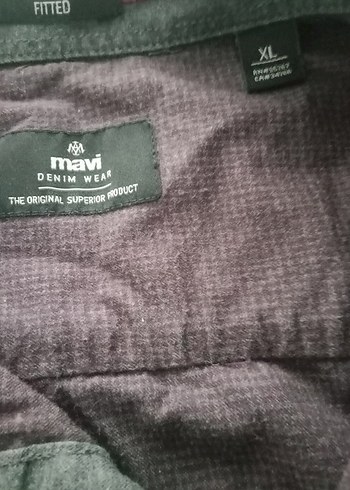 FITTED
XL
mavi
DENIM WEAR
THE ORIGINAL SUPERIOR PRODUCT